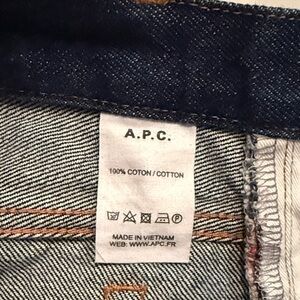 A.P.C.
100% COTON / COTTON
MADE IN VIETNAM
WEB: WWW.APC.FR